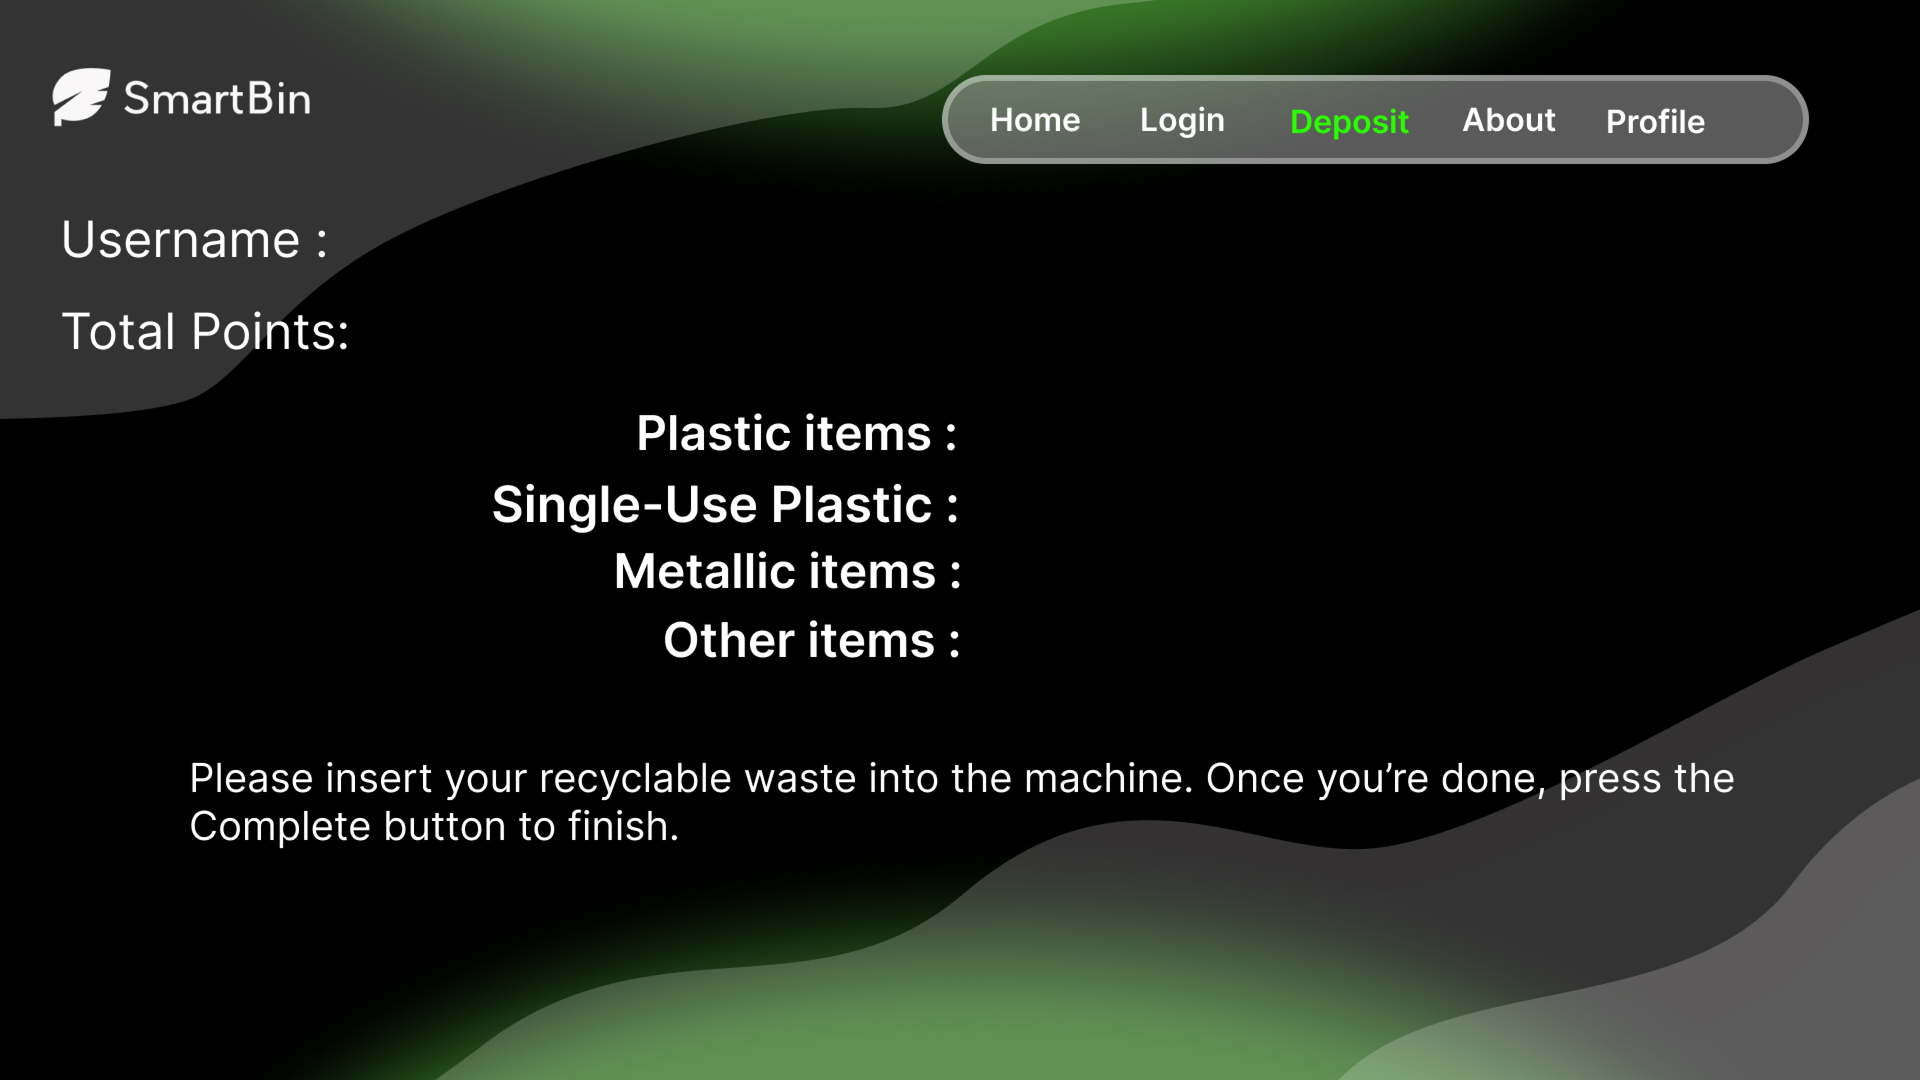 SmartBin
Home Login Deposit About Profile
Username :
Total Points:
Plastic items :
Single-Use Plastic :
Metallic items :
Other items :
Please insert your recyclable waste into the machine. Once you’re done, press the
Complete button to finish.